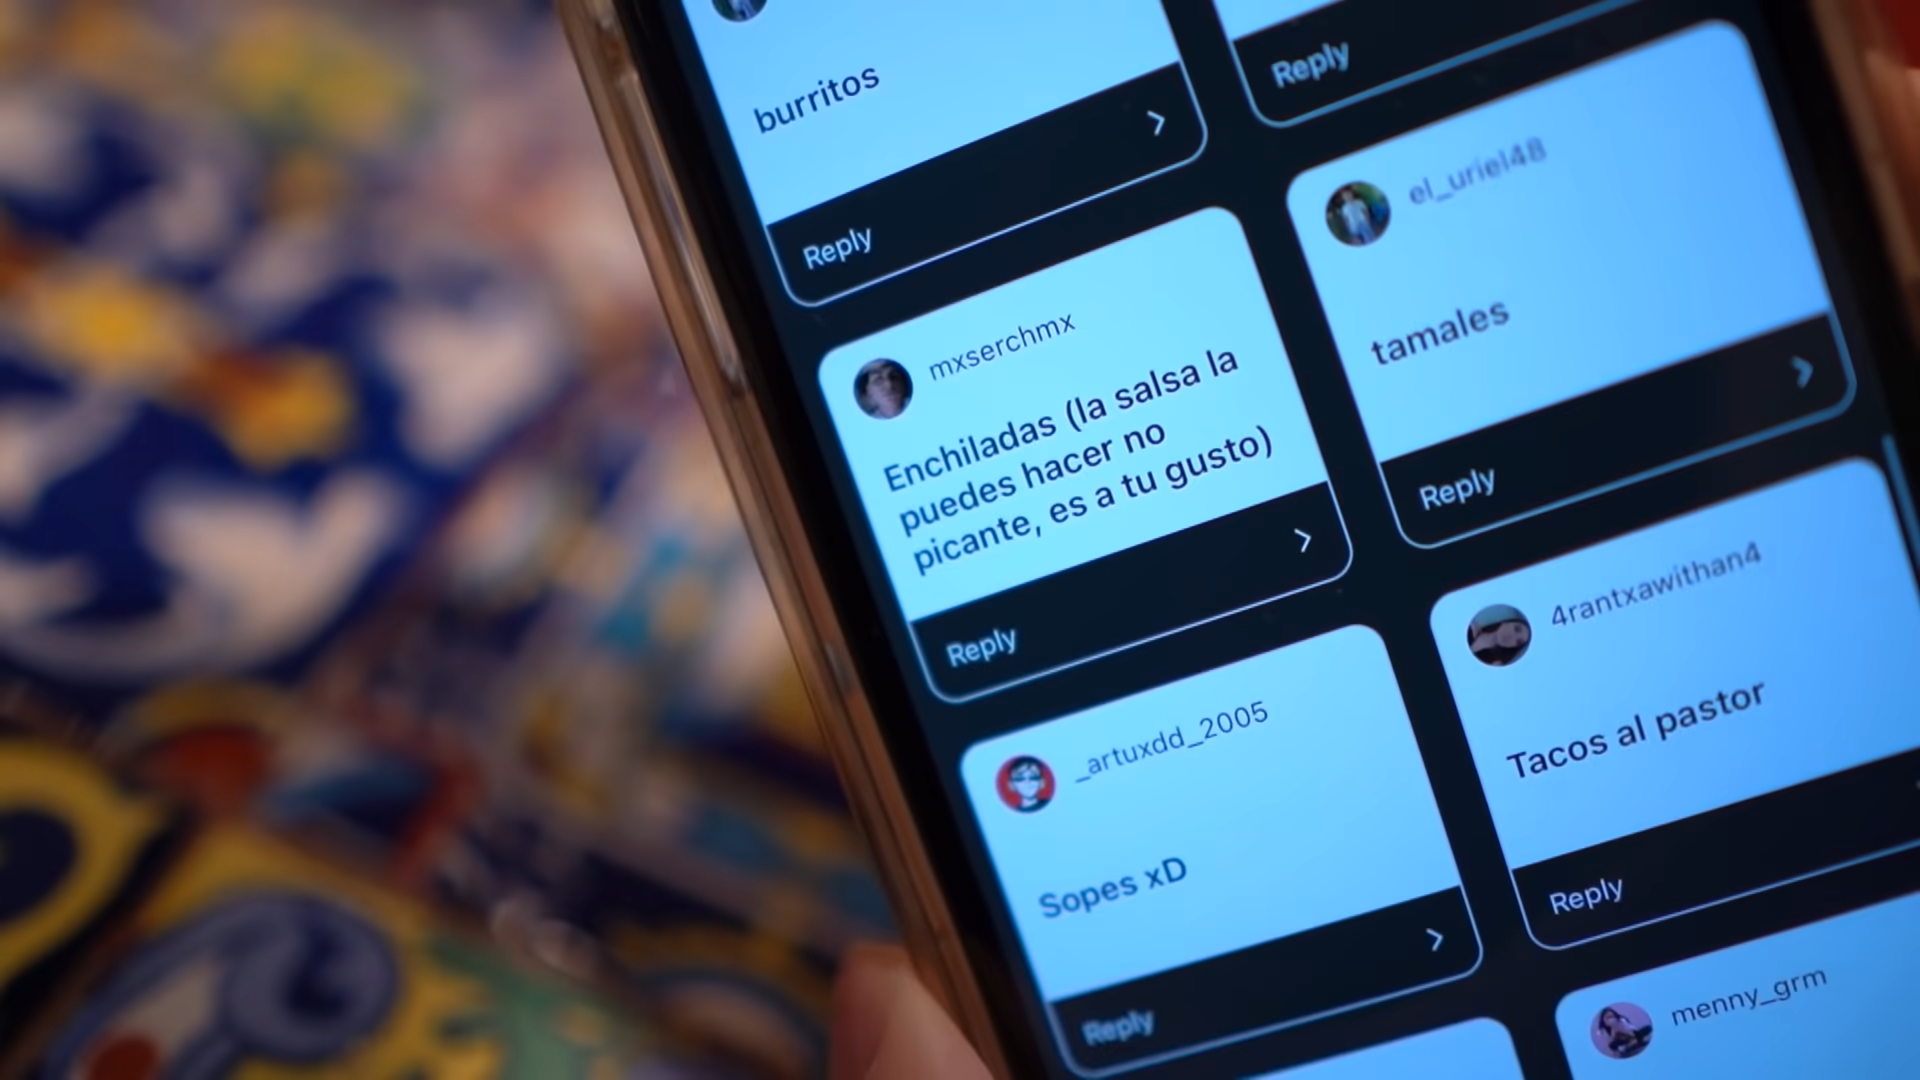 burritos
Reply
Reply
mxserchmx
Enchiladas (la salsa la
puedes hacer no
picante, es a tu gusto)
Reply
el_uriel48
tamales
Reply
_artuxdd_2005
Sopes xD
Reply
4rantxawithan4
Tacos al pastor
Reply
menny_grm